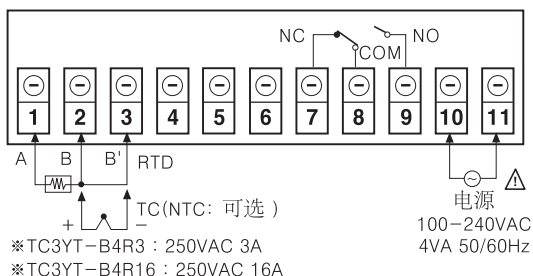 NC COM NO
1 2 3 4 5 6 7 8 9 10 11
A B B' RTD
TC(NTC: 可选 )
+ −
电源
100−240VAC
4VA 50/60Hz
※TC3YT−B4R3 : 250VAC 3A
※TC3YT−B4R16 : 250VAC 16A